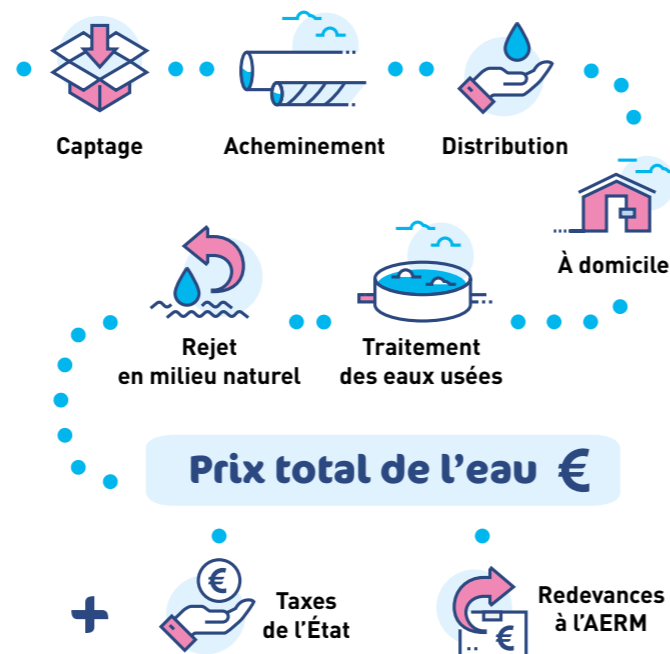 Captage
Acheminement
Distribution
À domicile
Rejet
en milieu naturel
Traitement
des eaux usées
Prix total de l'eau €
+
€
Taxes
de l'État
€
Redevances
à l'AERM